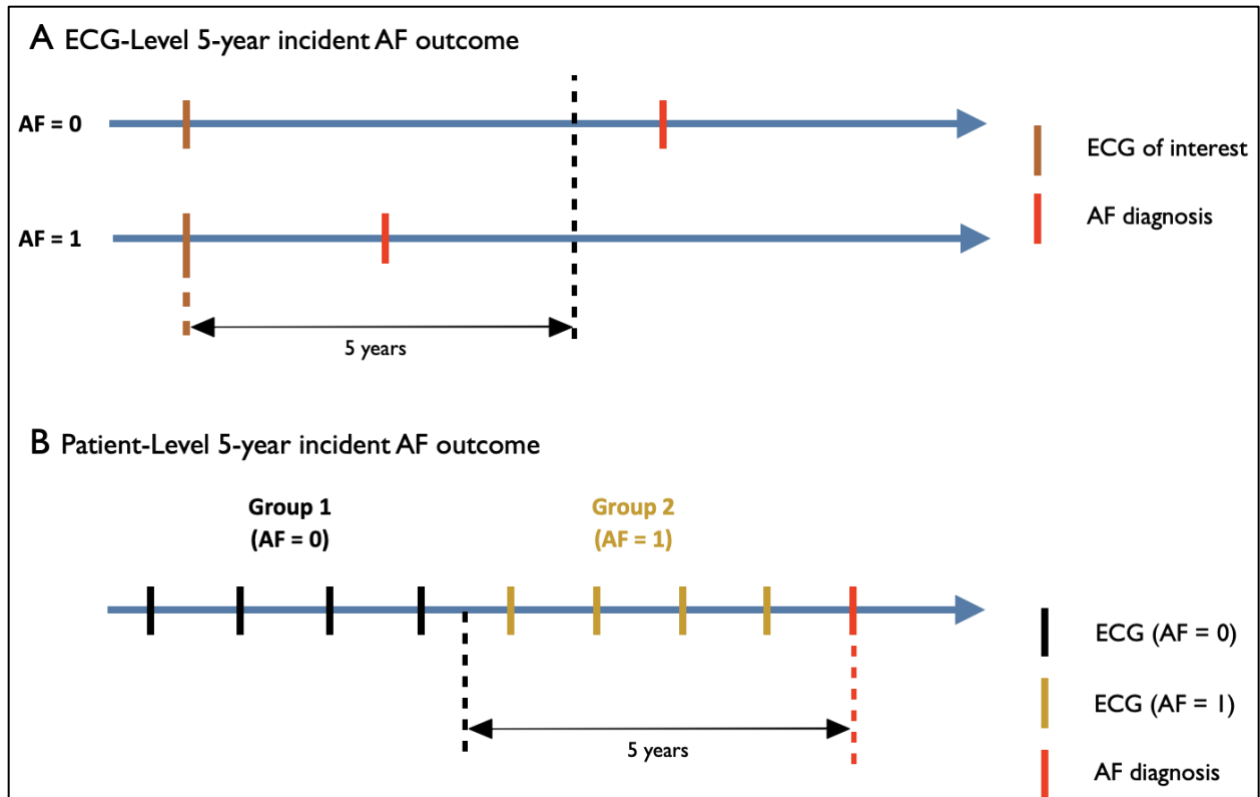 A ECG-Level 5-year incident AF outcome
AF = 0
ECG of interest
AF diagnosis
AF = 1
5 years
B Patient-Level 5-year incident AF outcome
Group 1
(AF = 0)
Group 2
(AF = 1)
ECG (AF = 0)
ECG (AF = 1)
AF diagnosis
5 years